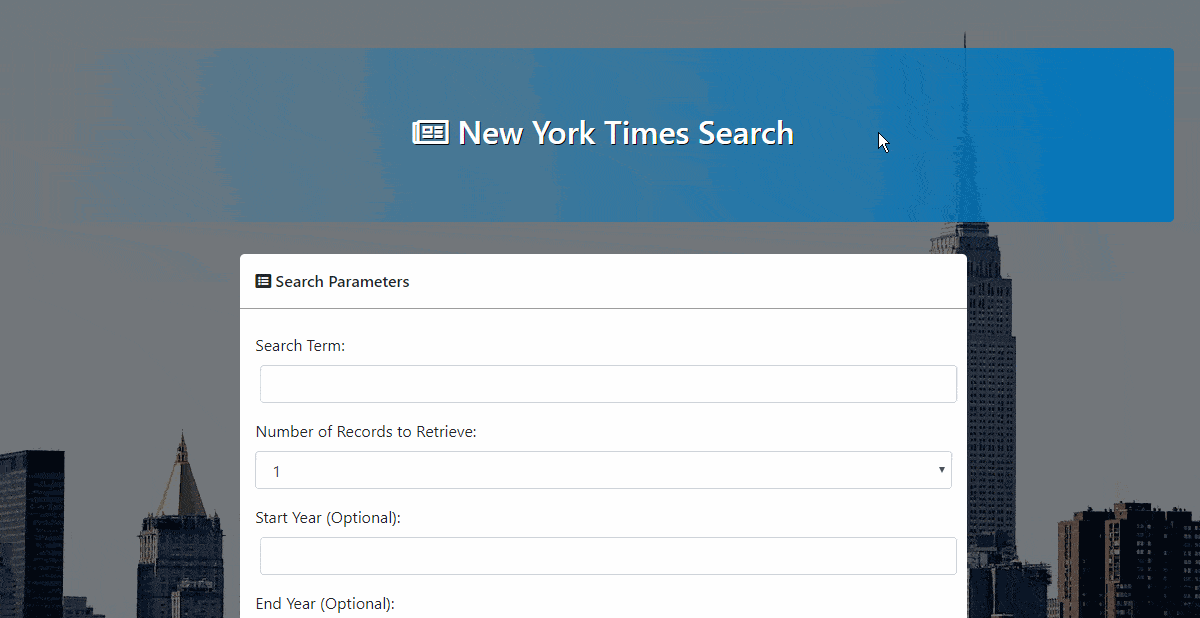 New York Times Search
Search Parameters
Search Term:
Number of Records to Retrieve:
1
Start Year (Optional):
End Year (Optional):